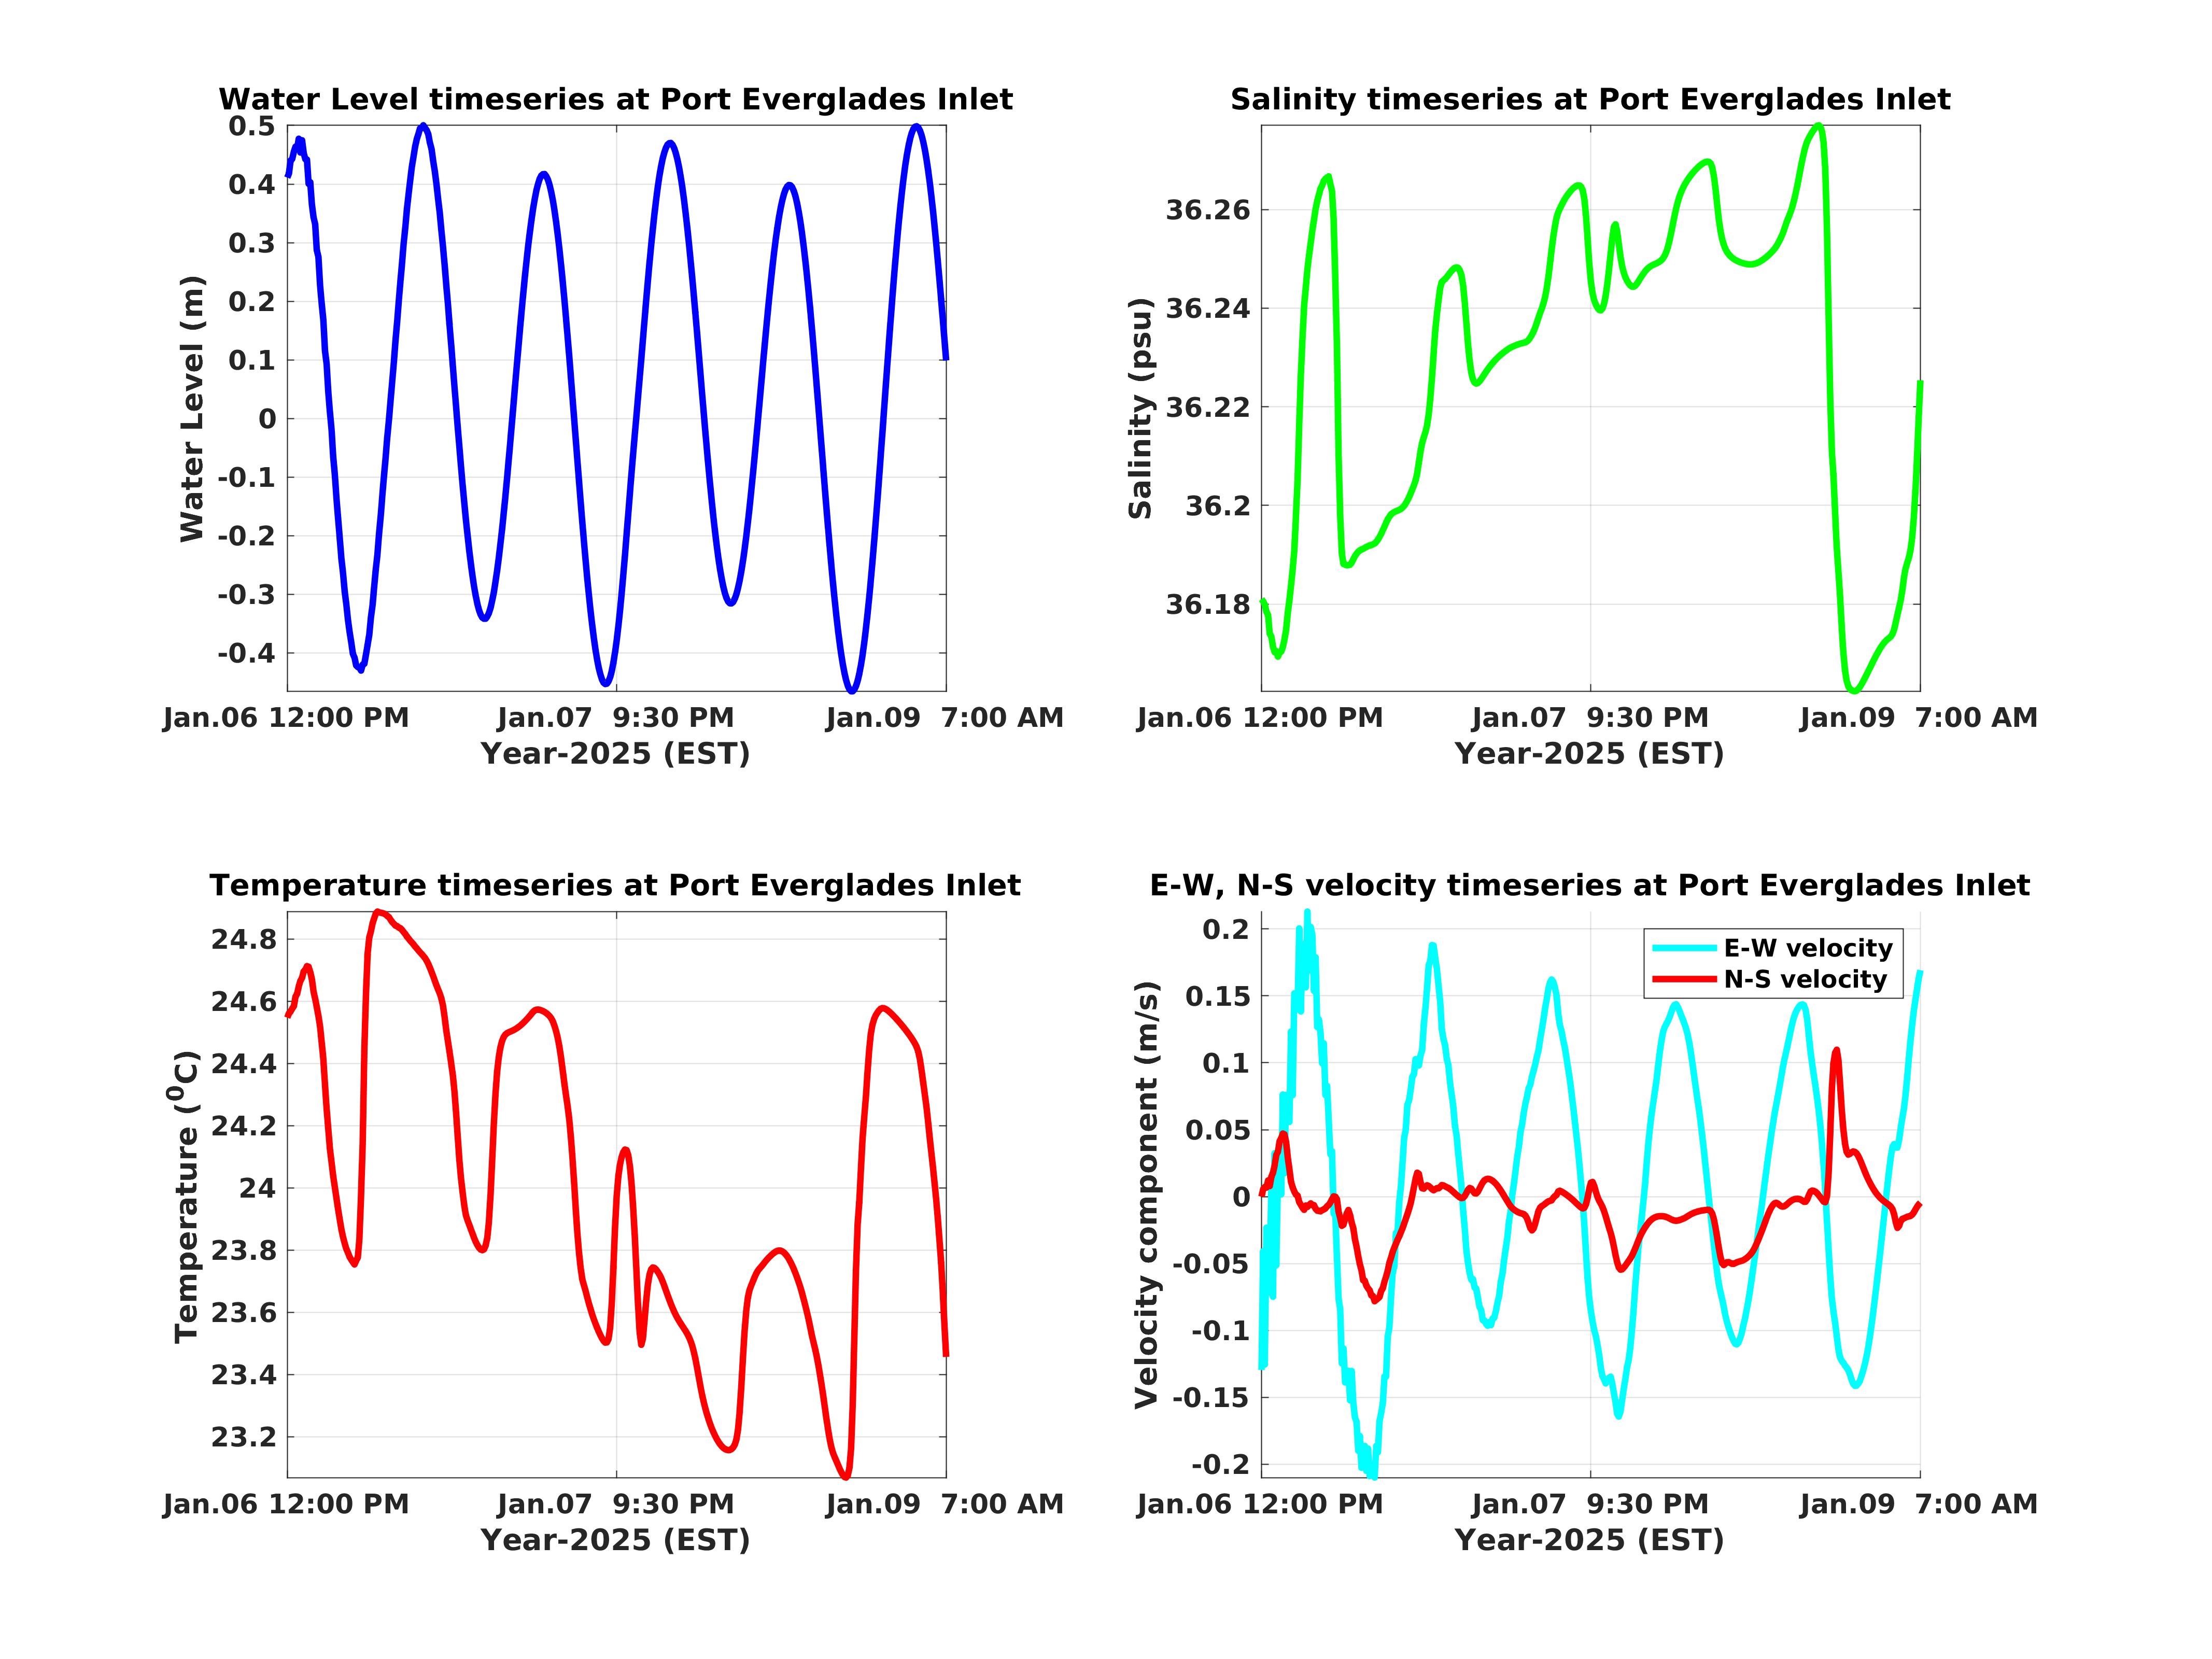 Water Level timeseries at Port Everglades Inlet
0.5
0.4
0.3
0.2
0.1
0
-0.1
-0.2
-0.3
-0.4
Water Level (m)
Jan.06 12:00 PM Jan.07 9:30 PM Jan.09 7:00 AM
Year-2025 (EST)
Salinity timeseries at Port Everglades Inlet
36.26
36.24
36.22
36.2
36.18
Salinity (psu)
Jan.06 12:00 PM Jan.07 9:30 PM Jan.09 7:00 AM
Year-2025 (EST)
Temperature timeseries at Port Everglades Inlet
24.8
24.6
24.4
24.2
24
23.8
23.6
23.4
23.2
Temperature (⁰C)
Jan.06 12:00 PM Jan.07 9:30 PM Jan.09 7:00 AM
Year-2025 (EST)
E-W, N-S velocity timeseries at Port Everglades Inlet
0.2
0.15
0.1
0.05
0
-0.05
-0.1
-0.15
-0.2
Velocity component (m/s)
E-W velocity
N-S velocity
Jan.06 12:00 PM Jan.07 9:30 PM Jan.09 7:00 AM
Year-2025 (EST)